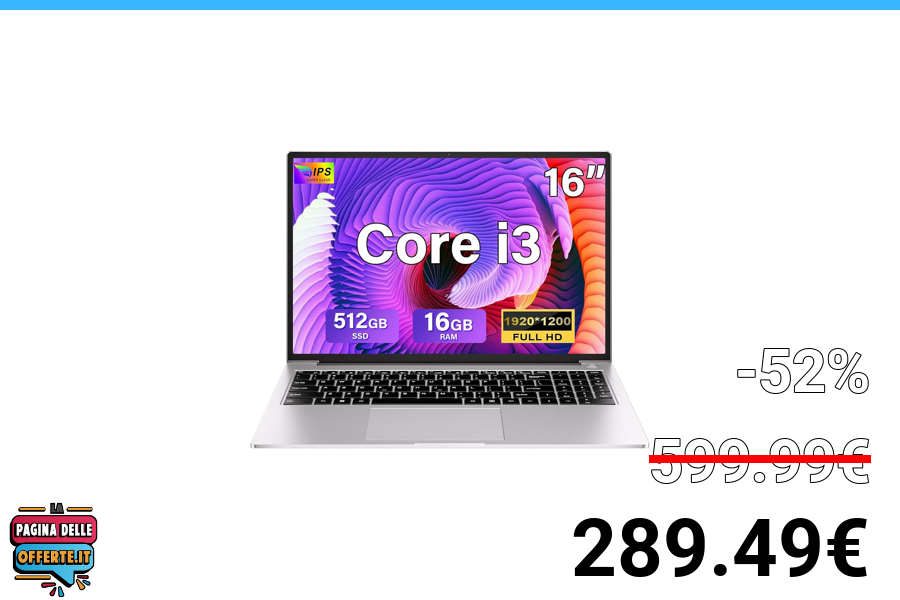 IPS
16”
Core i3
512GB
SSD
16GB
RAM
1920*1200
FULL HD
-52%
599.99€
289.49€
LA
PAGINA DELLE
OFFERTE.IT